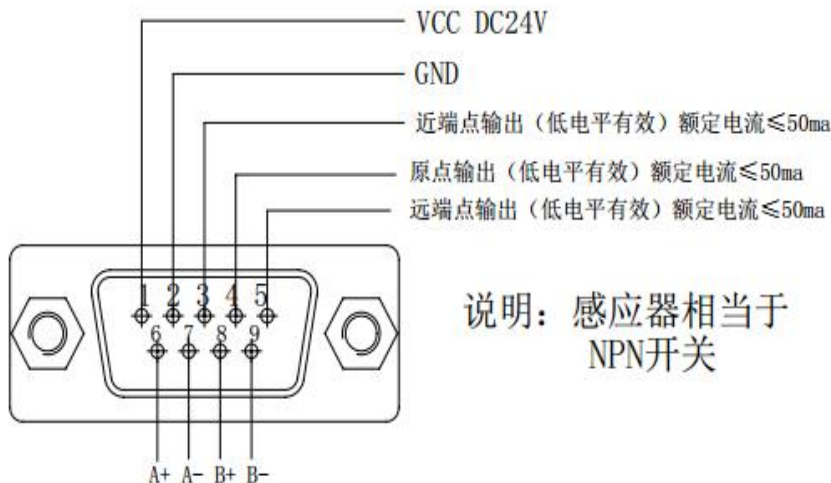 VCC DC24V
GND
近端点输出（低电平有效）额定电流≤50ma
原点输出（低电平有效）额定电流≤50ma
远端点输出（低电平有效）额定电流≤50ma
1 2 3 4 5
6 7 8 9
说明：感应器相当于
NPN开关
A+ A- B+ B-